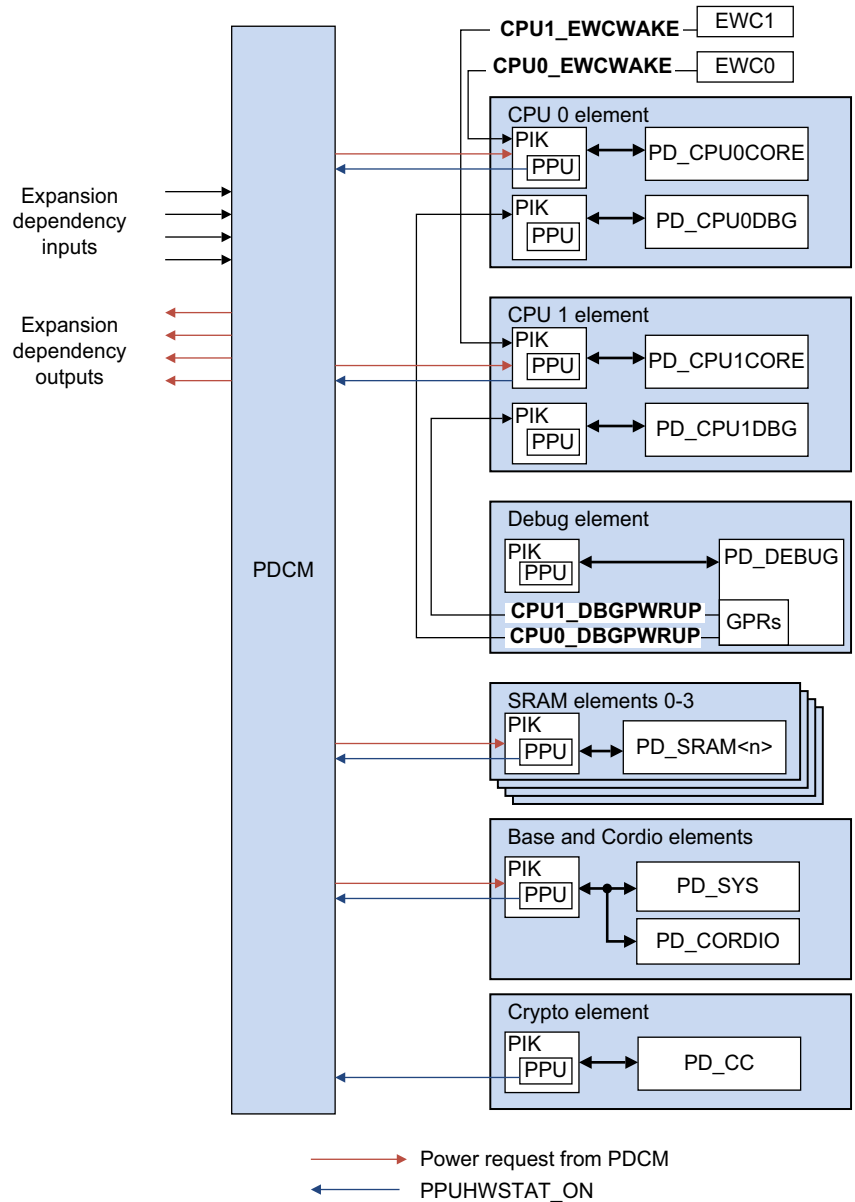 CPU1_EWCWAKE
EWC1
CPU0_EWCWAKE
EWC0
CPU 0 element
PIK
PPU
PD_CPU0CORE
PIK
PPU
PD_CPU0DBG
Expansion
dependency
inputs
Expansion
dependency
outputs
CPU 1 element
PIK
PPU
PD_CPU1CORE
PIK
PPU
PD_CPU1DBG
PDCM
Debug element
PIK
PPU
PD_DEBUG
CPU1_DBGPWRUP
CPU0_DBGPWRUP
GPRs
SRAM elements 0-3
PIK
PPU
PD_SRAM<n>
Base and Cordio elements
PIK
PPU
PD_SYS
PD_CORDIO
Crypto element
PIK
PPU
PD_CC
Power request from PDCM
PPUHWSTAT_ON